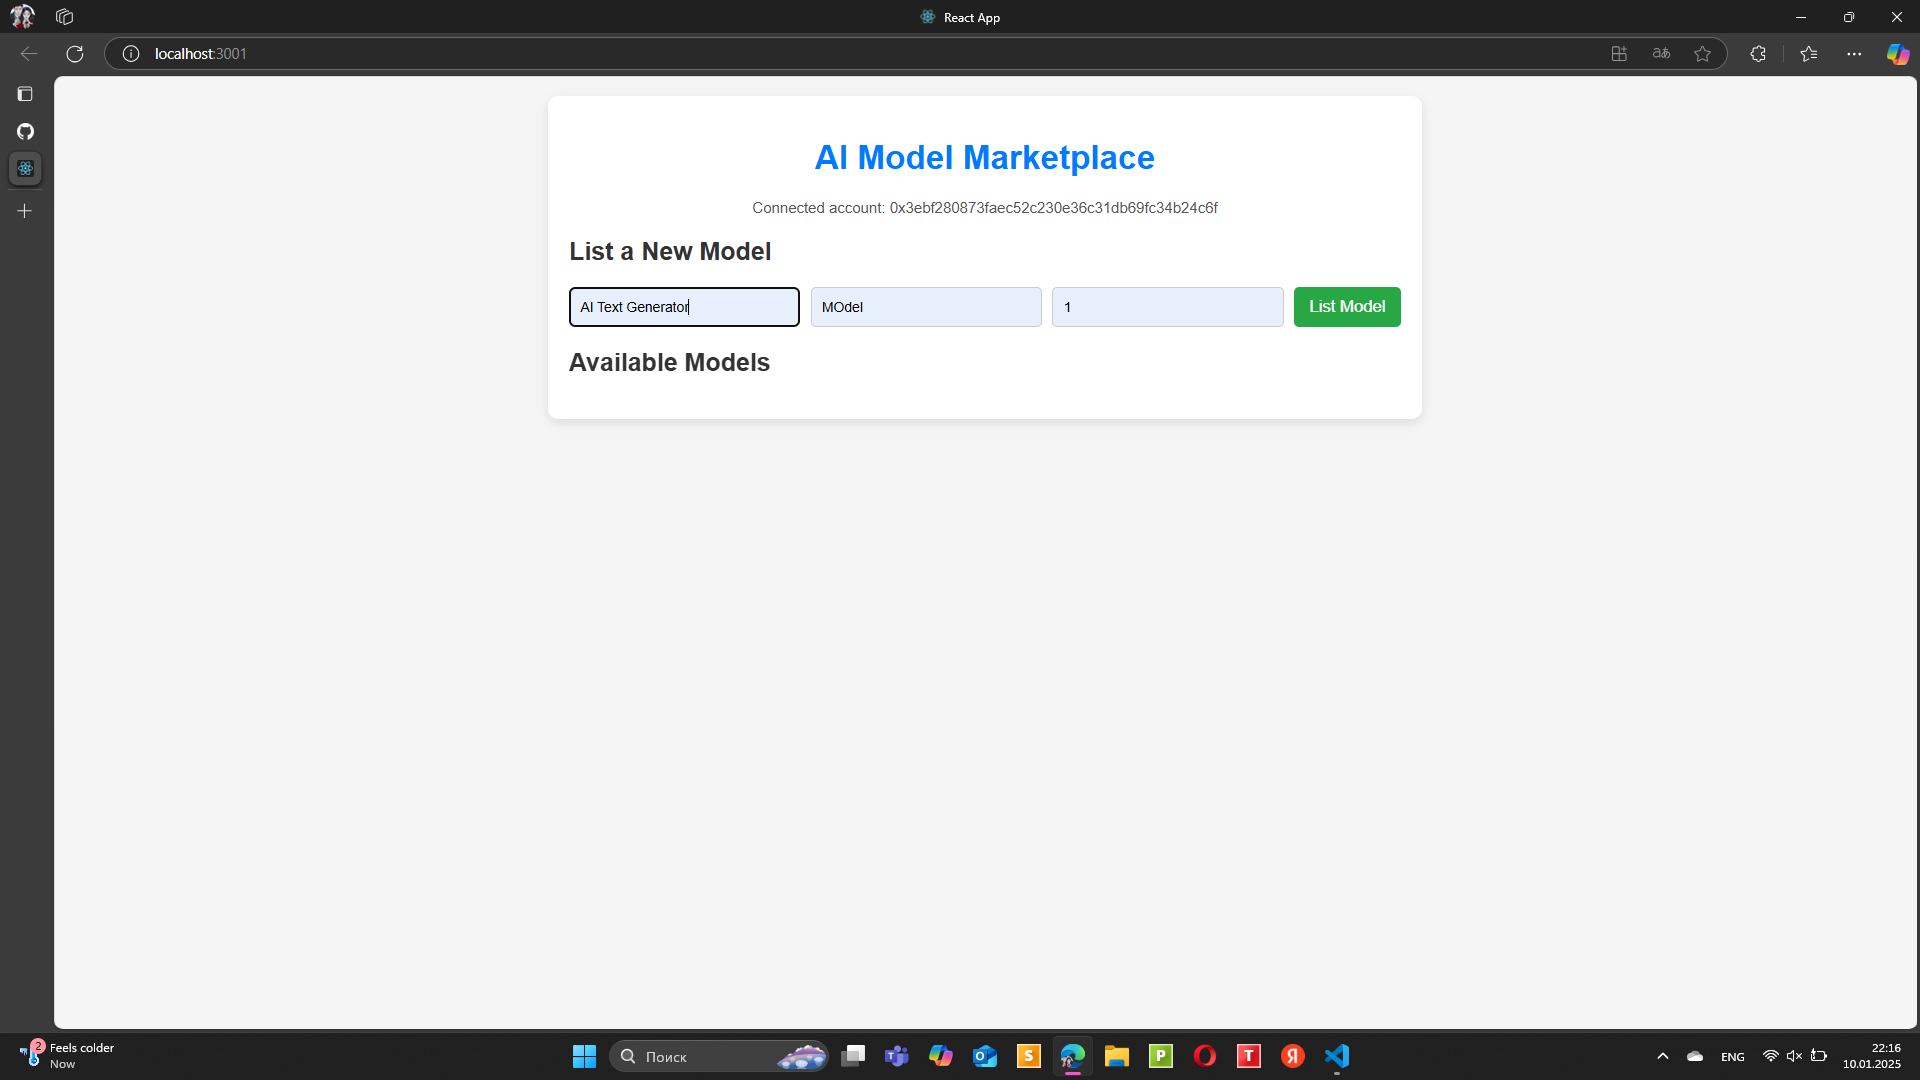 React App
localhost:3001
AI Model Marketplace
Connected account: 0x3ebf280873faec52c230e36c31db69fc34b24c6f
List a New Model
AI Text Generator
MOdel
1
List Model
Available Models
2
Feels colder
Now
Поиск
ENG
22:16
10.01.2025